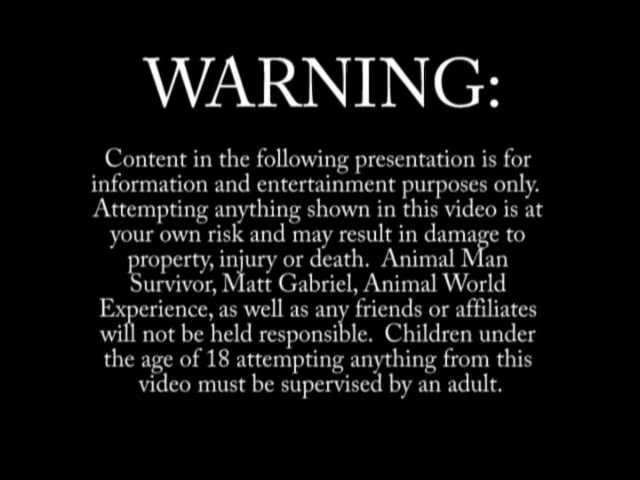 WARNING:
Content in the following presentation is for
information and entertainment purposes only.
Attempting anything shown in this video is at
your own risk and may result in damage to
property, injury or death.  Animal Man
Survivor, Matt Gabriel, Animal World
Experience, as well as any friends or affiliates
will not be held responsible.  Children under
the age of 18 attempting anything from this
video must be supervised by an adult.